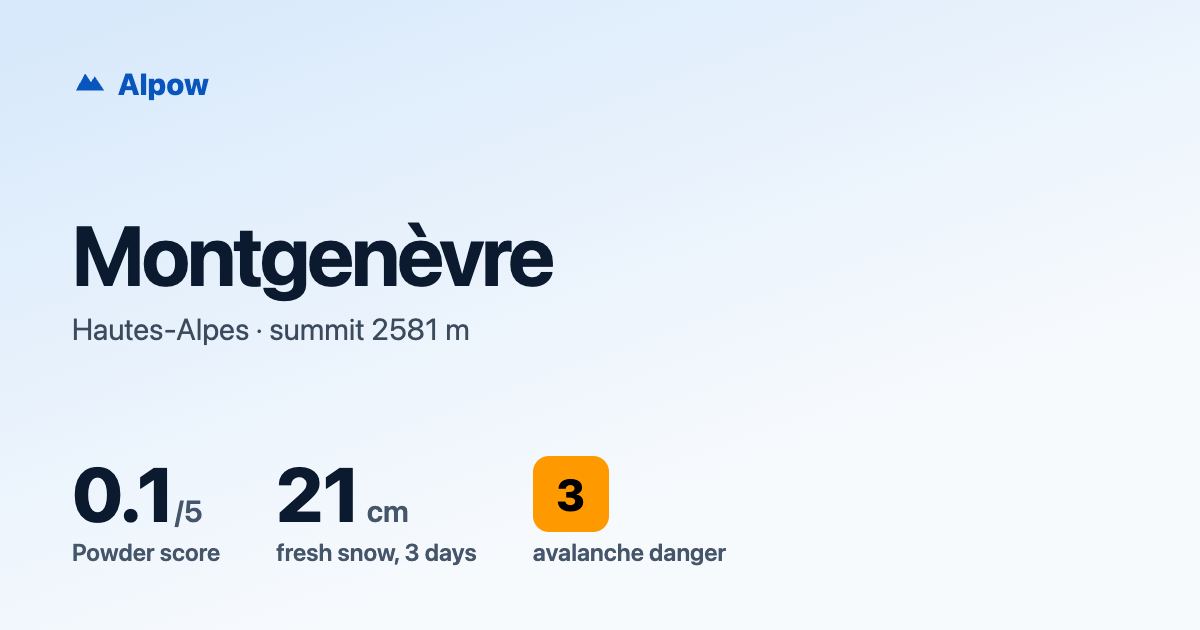 Alpow
Montgenèvre
Hautes-Alpes · summit 2581 m
0.1/5 21 cm 3
Powder score fresh snow, 3 days avalanche danger